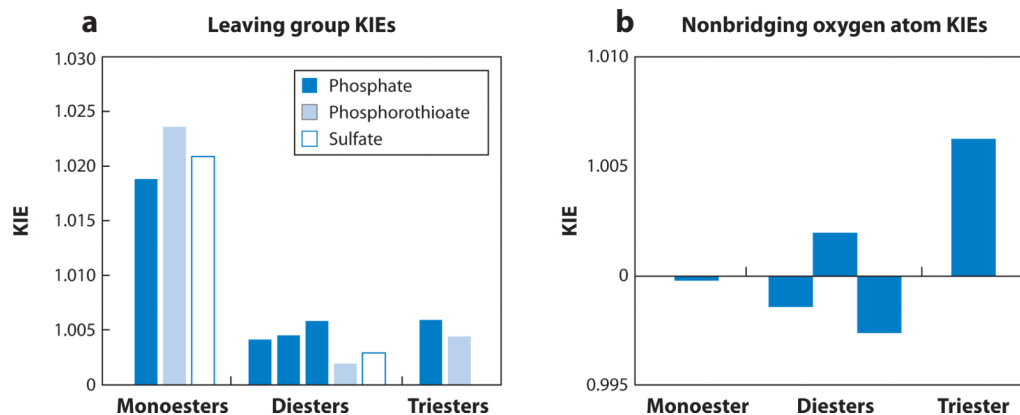 a Leaving group KIEs
1.030
1.025
1.020
1.015
1.010
1.005
0
KIE
Phosphate
Phosphorothioate
Sulfate
Monoesters Diesters Triesters
b Nonbridging oxygen atom KIEs
1.010
1.005
0
0.995
KIE
Monoester Diesters Triester